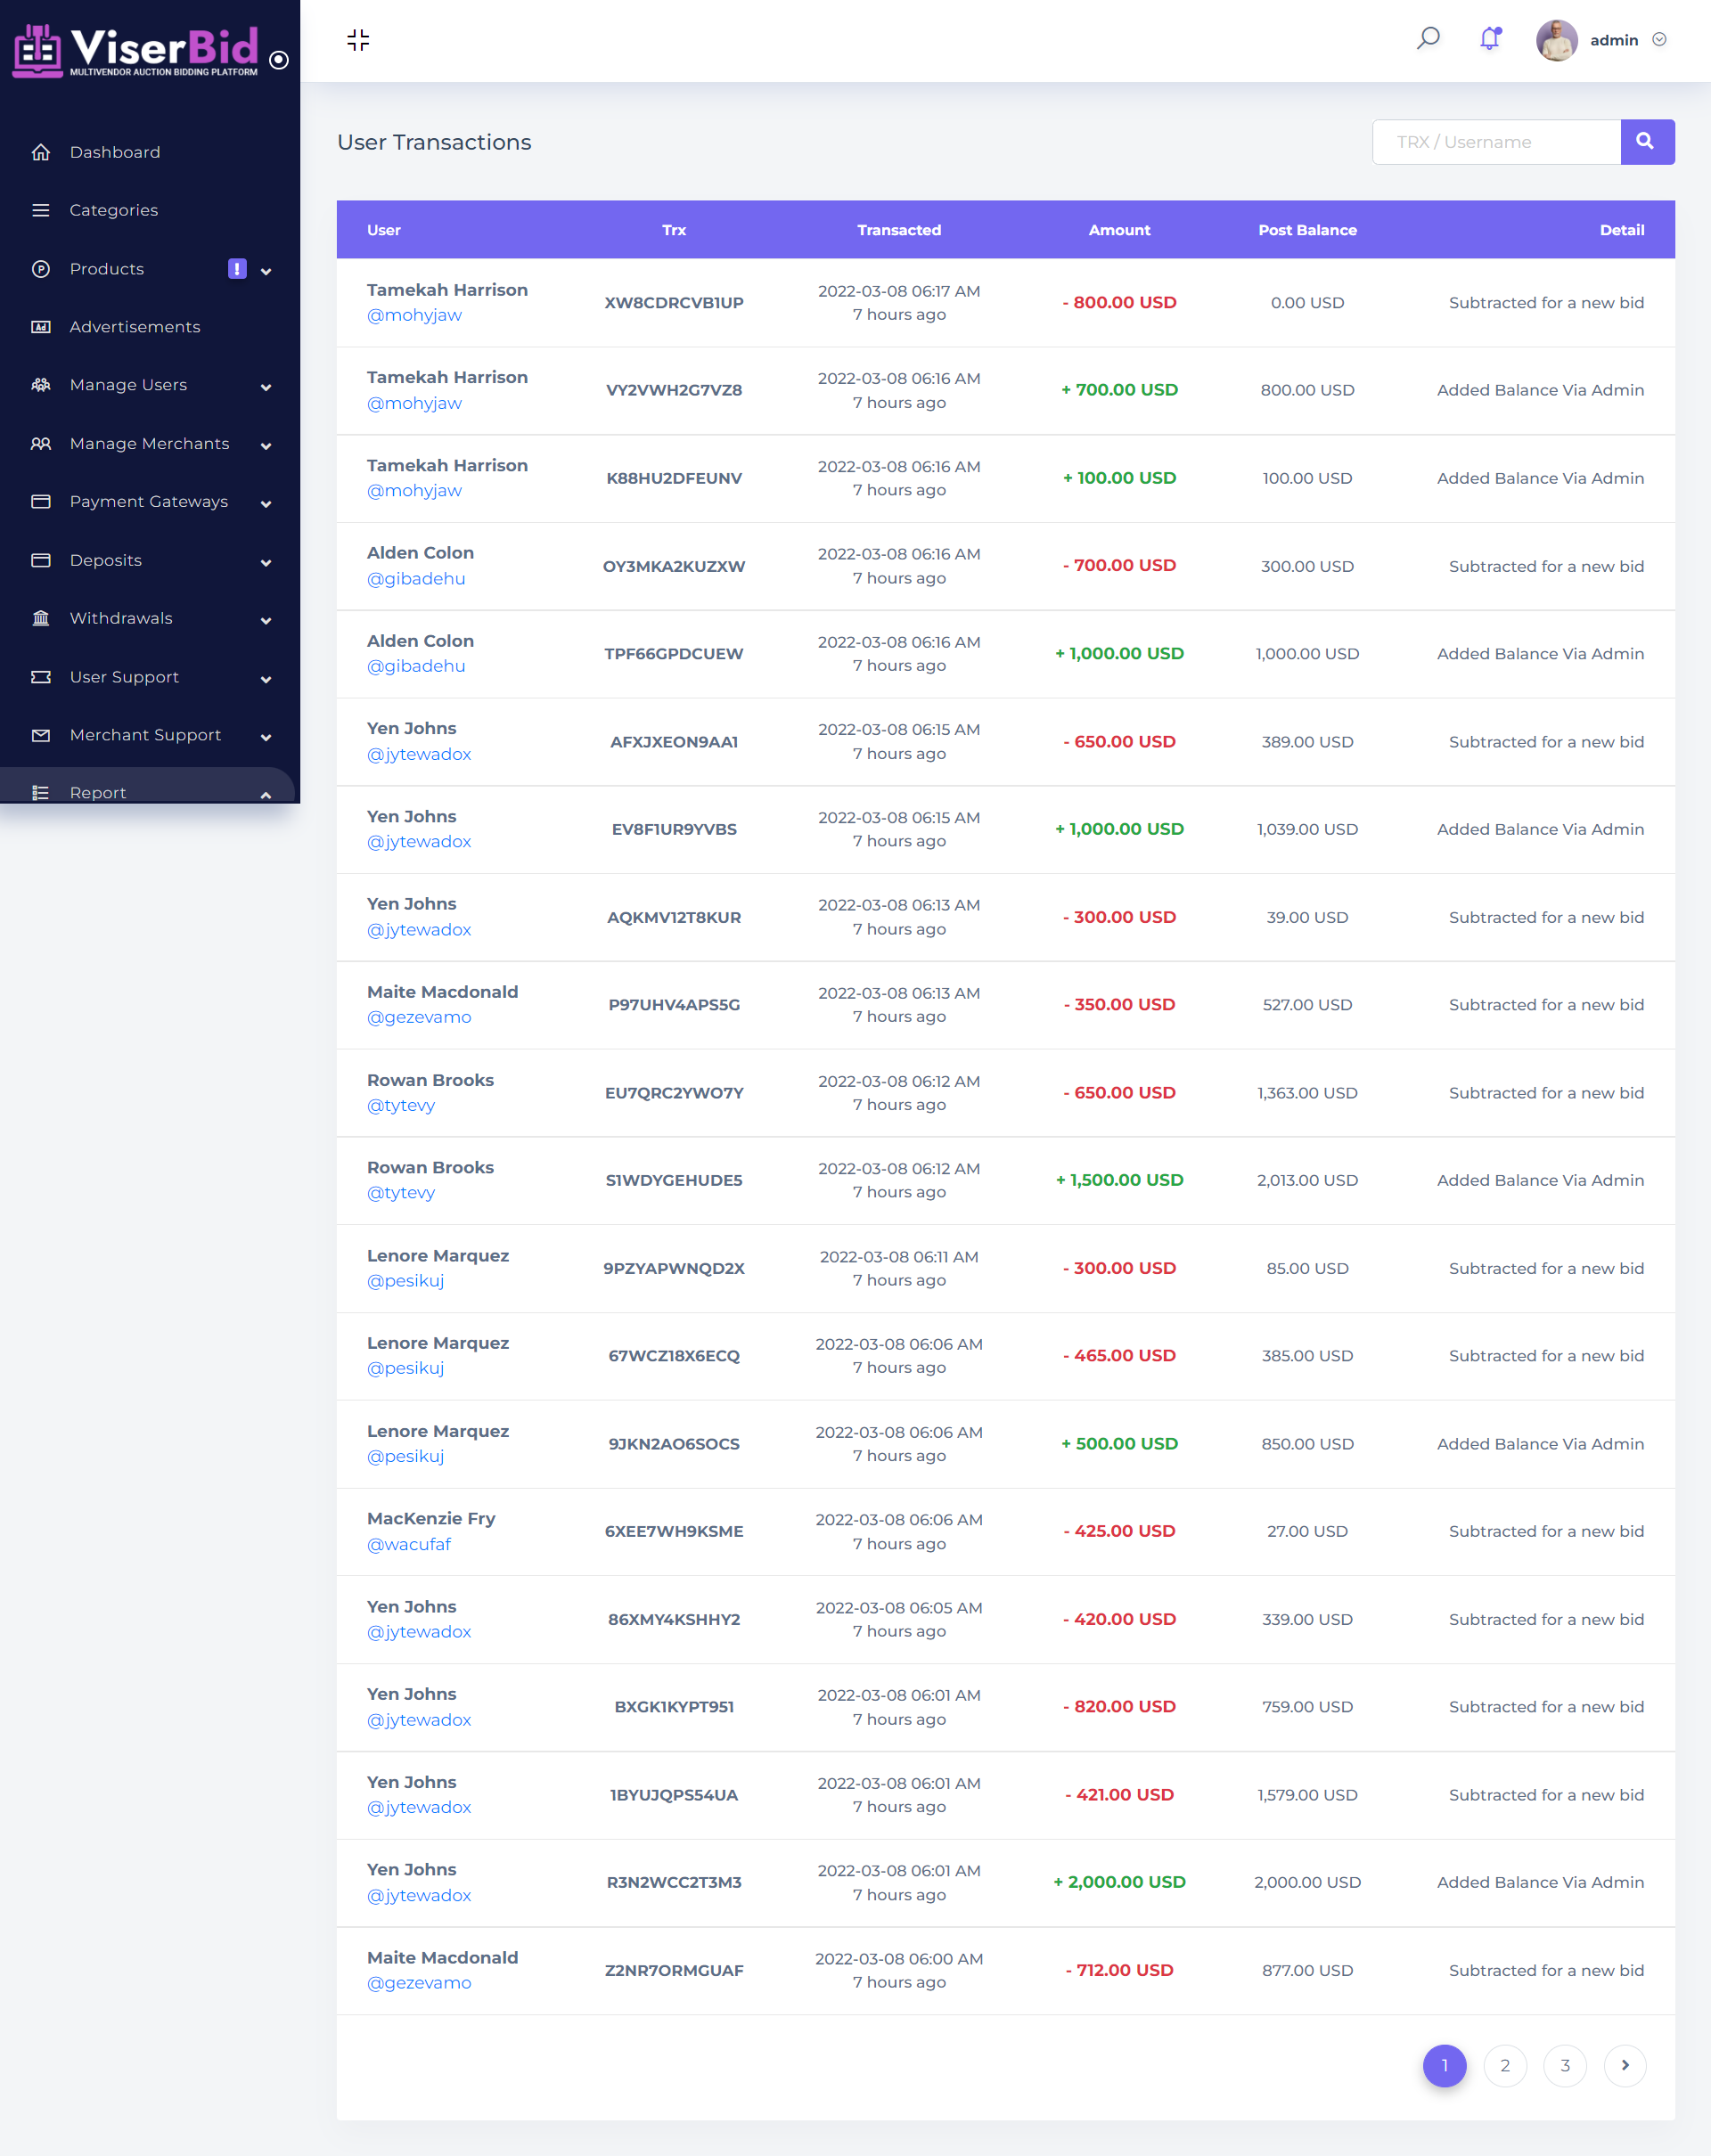 ViserBid
MULTIVENDOR AUCTION BIDDING PLATFORM
admin
Dashboard
Categories
Products !
Advertisements
Manage Users
Manage Merchants
Payment Gateways
Deposits
Withdrawals
User Support
Merchant Support
Report
User Transactions
TRX / Username
User Trx Transacted Amount Post Balance Detail
Tamekah Harrison
@mohyjaw
XW8CDRCVB1UP
2022-03-08 06:17 AM
7 hours ago
- 800.00 USD
0.00 USD
Subtracted for a new bid
Tamekah Harrison
@mohyjaw
VY2VWH2G7VZ8
2022-03-08 06:16 AM
7 hours ago
+ 700.00 USD
800.00 USD
Added Balance Via Admin
Tamekah Harrison
@mohyjaw
K88HU2DFEUNV
2022-03-08 06:16 AM
7 hours ago
+ 100.00 USD
100.00 USD
Added Balance Via Admin
Alden Colon
@gibadehu
OY3MKA2KUZXW
2022-03-08 06:16 AM
7 hours ago
- 700.00 USD
300.00 USD
Subtracted for a new bid
Alden Colon
@gibadehu
TPF66GPDCUEW
2022-03-08 06:16 AM
7 hours ago
+ 1,000.00 USD
1,000.00 USD
Added Balance Via Admin
Yen Johns
@jytewadox
AFXJXEON9AA1
2022-03-08 06:15 AM
7 hours ago
- 650.00 USD
389.00 USD
Subtracted for a new bid
Yen Johns
@jytewadox
EV8F1UR9YVBS
2022-03-08 06:15 AM
7 hours ago
+ 1,000.00 USD
1,039.00 USD
Added Balance Via Admin
Yen Johns
@jytewadox
AQKMV12T8KUR
2022-03-08 06:13 AM
7 hours ago
- 300.00 USD
39.00 USD
Subtracted for a new bid
Maite Macdonald
@gezevamo
P97UHV4APS5G
2022-03-08 06:13 AM
7 hours ago
- 350.00 USD
527.00 USD
Subtracted for a new bid
Rowan Brooks
@tytevy
EU7QRC2YWO7Y
2022-03-08 06:12 AM
7 hours ago
- 650.00 USD
1,363.00 USD
Subtracted for a new bid
Rowan Brooks
@tytevy
S1WDYGEHUDE5
2022-03-08 06:12 AM
7 hours ago
+ 1,500.00 USD
2,013.00 USD
Added Balance Via Admin
Lenore Marquez
@pesikuj
9PZYAPWNQD2X
2022-03-08 06:11 AM
7 hours ago
- 300.00 USD
85.00 USD
Subtracted for a new bid
Lenore Marquez
@pesikuj
67WCZ18X6ECQ
2022-03-08 06:06 AM
7 hours ago
- 465.00 USD
385.00 USD
Subtracted for a new bid
Lenore Marquez
@pesikuj
9JKN2AO6SOCS
2022-03-08 06:06 AM
7 hours ago
+ 500.00 USD
850.00 USD
Added Balance Via Admin
MacKenzie Fry
@wacufaf
6XEE7WH9KSME
2022-03-08 06:06 AM
7 hours ago
- 425.00 USD
27.00 USD
Subtracted for a new bid
Yen Johns
@jytewadox
86XMY4KSHHY2
2022-03-08 06:05 AM
7 hours ago
- 420.00 USD
339.00 USD
Subtracted for a new bid
Yen Johns
@jytewadox
BXGK1KYPT951
2022-03-08 06:01 AM
7 hours ago
- 820.00 USD
759.00 USD
Subtracted for a new bid
Yen Johns
@jytewadox
1BYUJQPS54UA
2022-03-08 06:01 AM
7 hours ago
- 421.00 USD
1,579.00 USD
Subtracted for a new bid
Yen Johns
@jytewadox
R3N2WCC2T3M3
2022-03-08 06:01 AM
7 hours ago
+ 2,000.00 USD
2,000.00 USD
Added Balance Via Admin
Maite Macdonald
@gezevamo
Z2NR7ORMGUAF
2022-03-08 06:00 AM
7 hours ago
- 712.00 USD
877.00 USD
Subtracted for a new bid
1 2 3